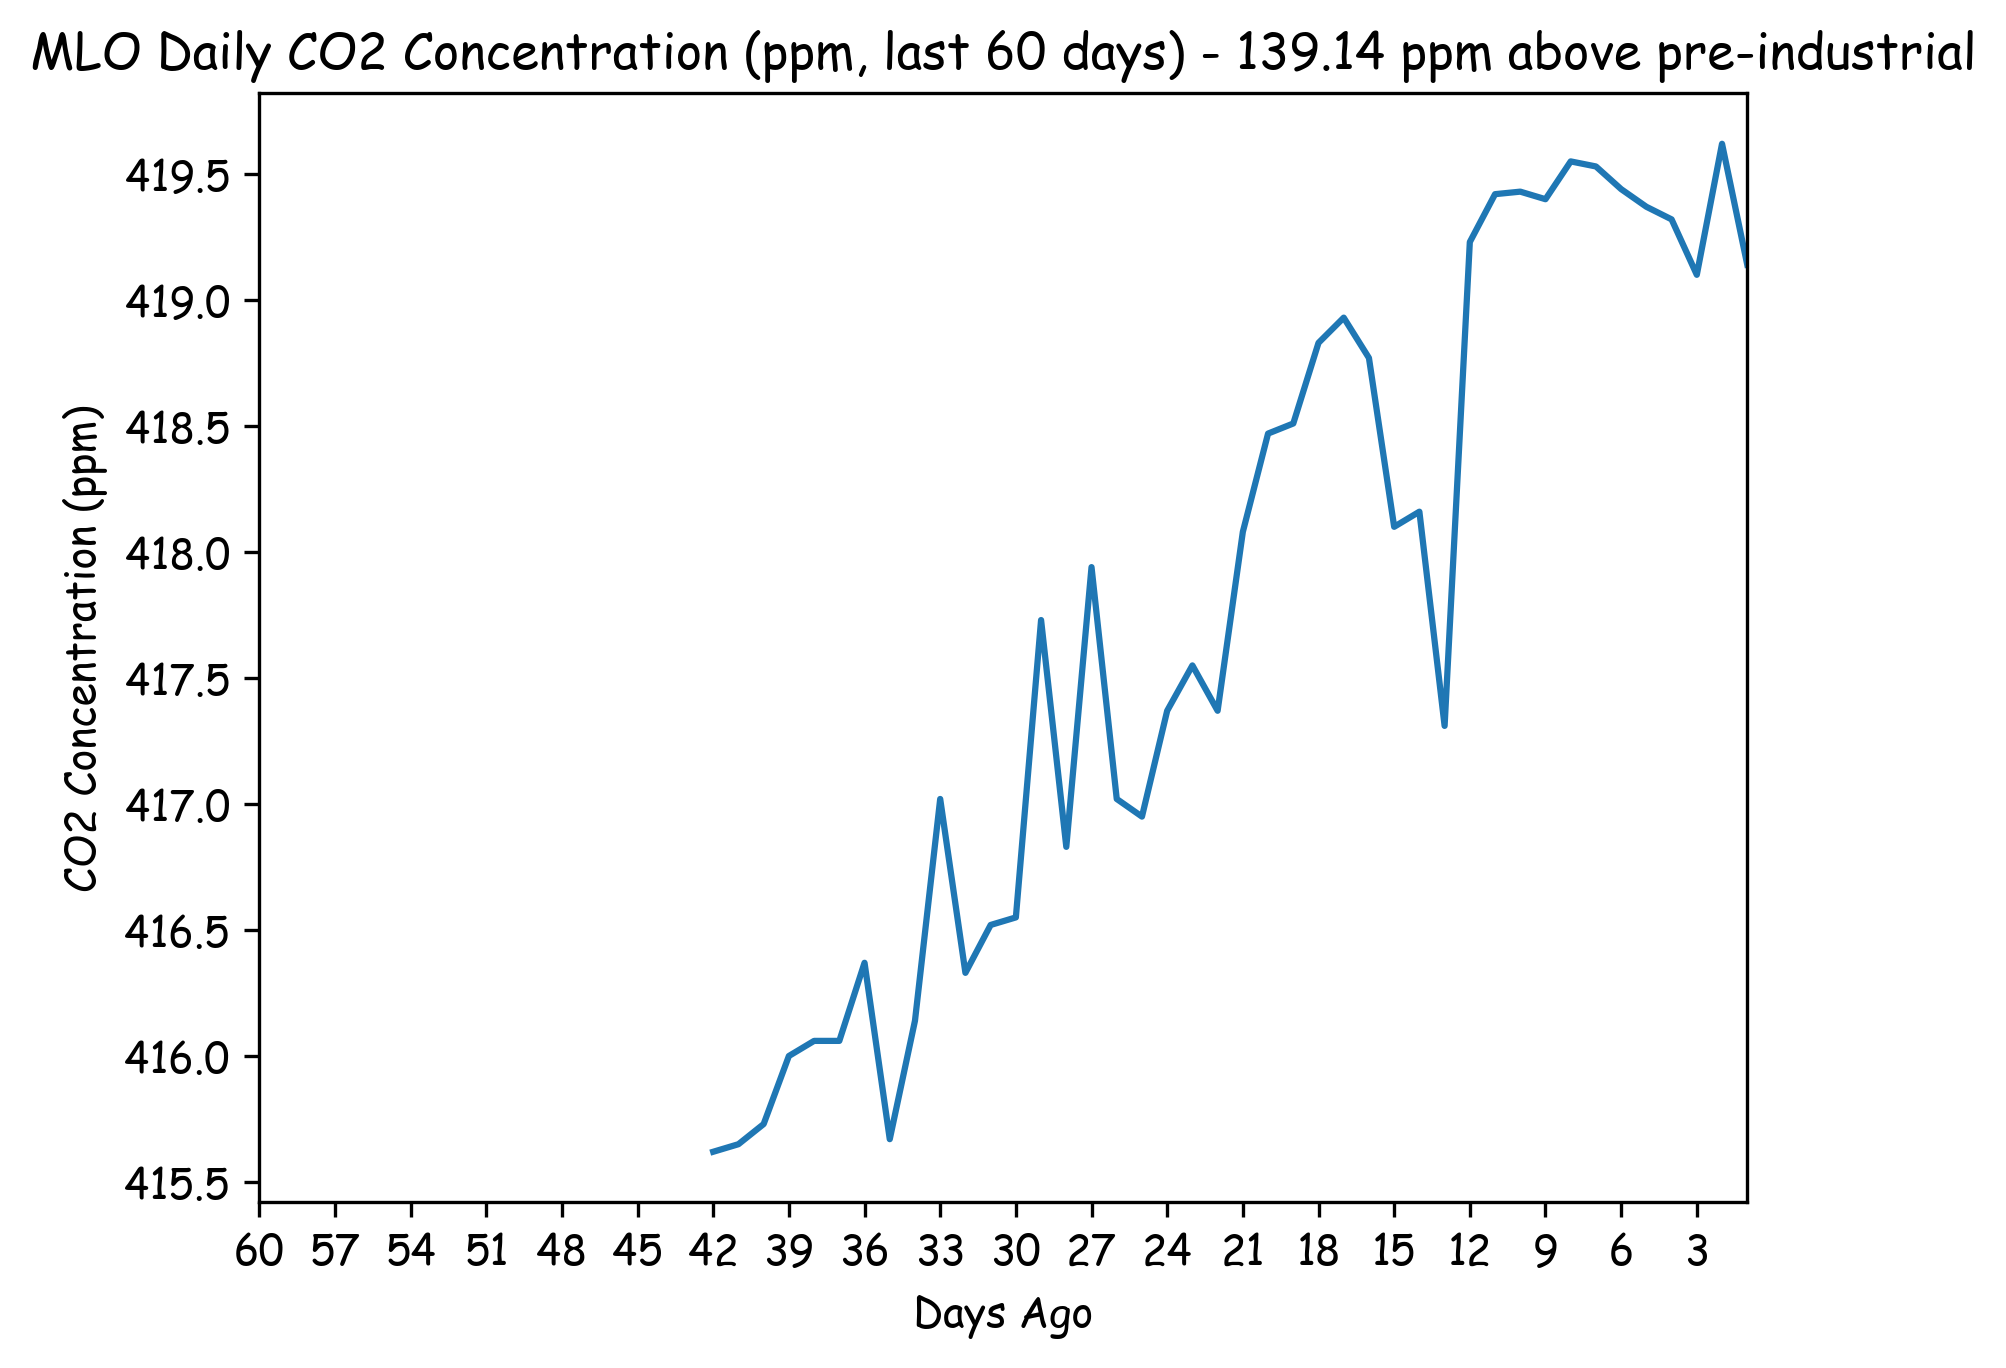 MLO Daily CO2 Concentration (ppm, last 60 days) - 139.14 ppm above pre-industrial
419.5
419.0
418.5
418.0
417.5
417.0
416.5
416.0
415.5
CO2 Concentration (ppm)
60 57 54 51 48 45 42 39 36 33 30 27 24 21 18 15 12 9 6 3
Days Ago